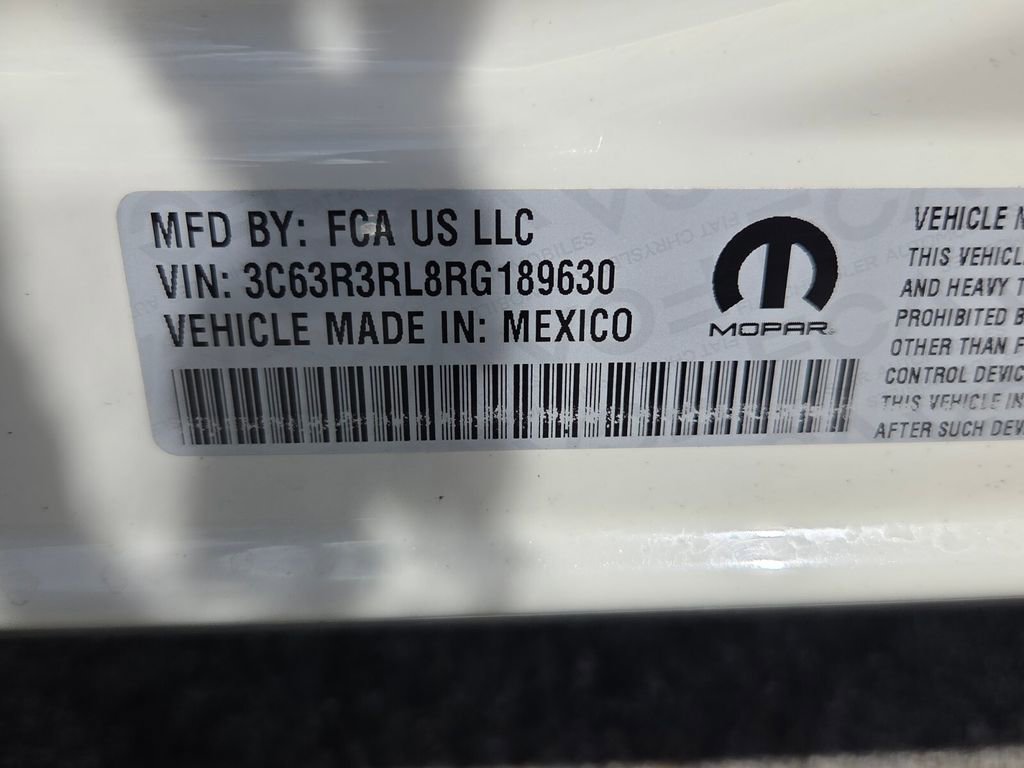 MFD BY: FCA US LLC
VIN: 3C63R3RL8RG189630
VEHICLE MADE IN: MEXICO
MOPAR
VEHICLE
THIS VEHICL
AND HEAVY T
PROHIBITED B
OTHER THAN F
CONTROL DEVIC
THIS VEHICLE IN
AFTER SUCH DEV